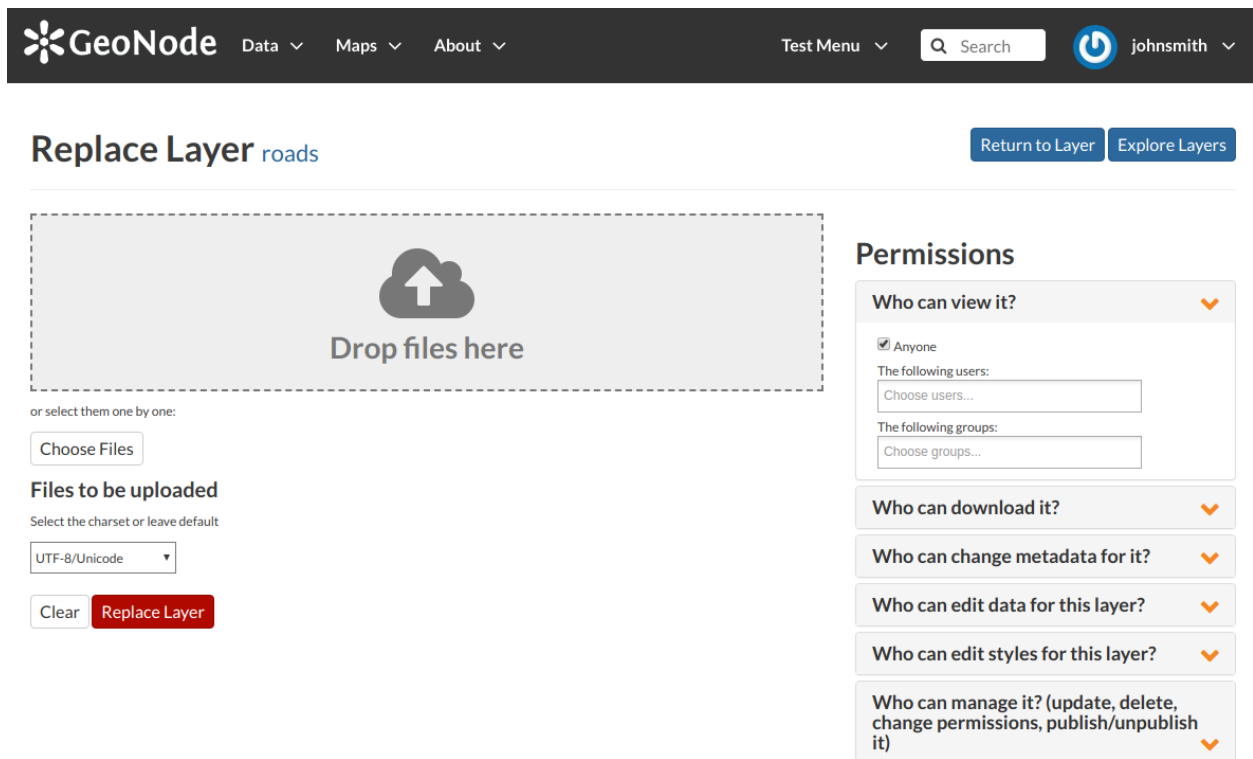 GeoNode Data Maps About Test Menu Search johnsmith
Replace Layer roads
Return to Layer Explore Layers
Drop files here
or select them one by one:
Choose Files
Files to be uploaded
Select the charset or leave default
UTF-8/Unicode
Clear Replace Layer
Permissions
Who can view it?
Anyone
The following users:
Choose users...
The following groups:
Choose groups...
Who can download it?
Who can change metadata for it?
Who can edit data for this layer?
Who can edit styles for this layer?
Who can manage it? (update, delete,
change permissions, publish/unpublish
it)